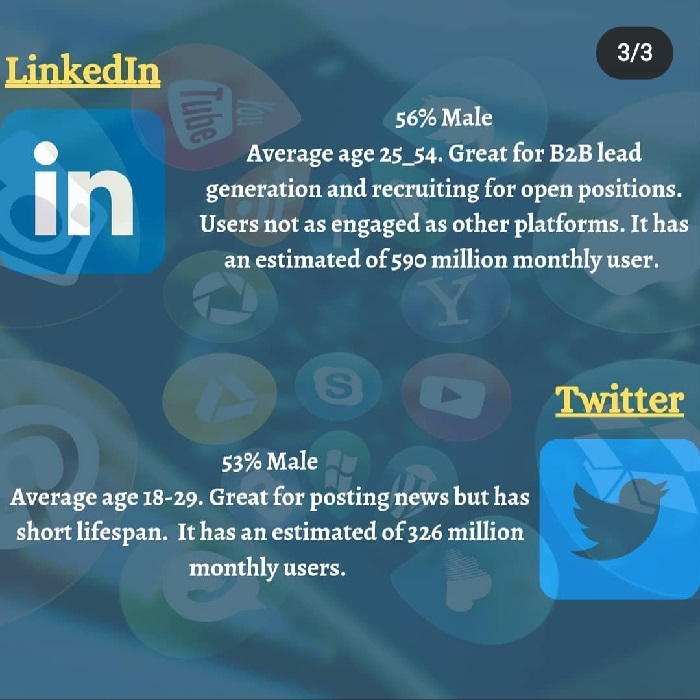 3/3
LinkedIn
in
56% Male
Average age 25_54. Great for B2B lead
generation and recruiting for open positions.
Users not as engaged as other platforms. It has
an estimated of 590 million monthly user.
You
Tube
Twitter
53% Male
Average age 18-29. Great for posting news but has
short lifespan.  It has an estimated of 326 million
monthly users.